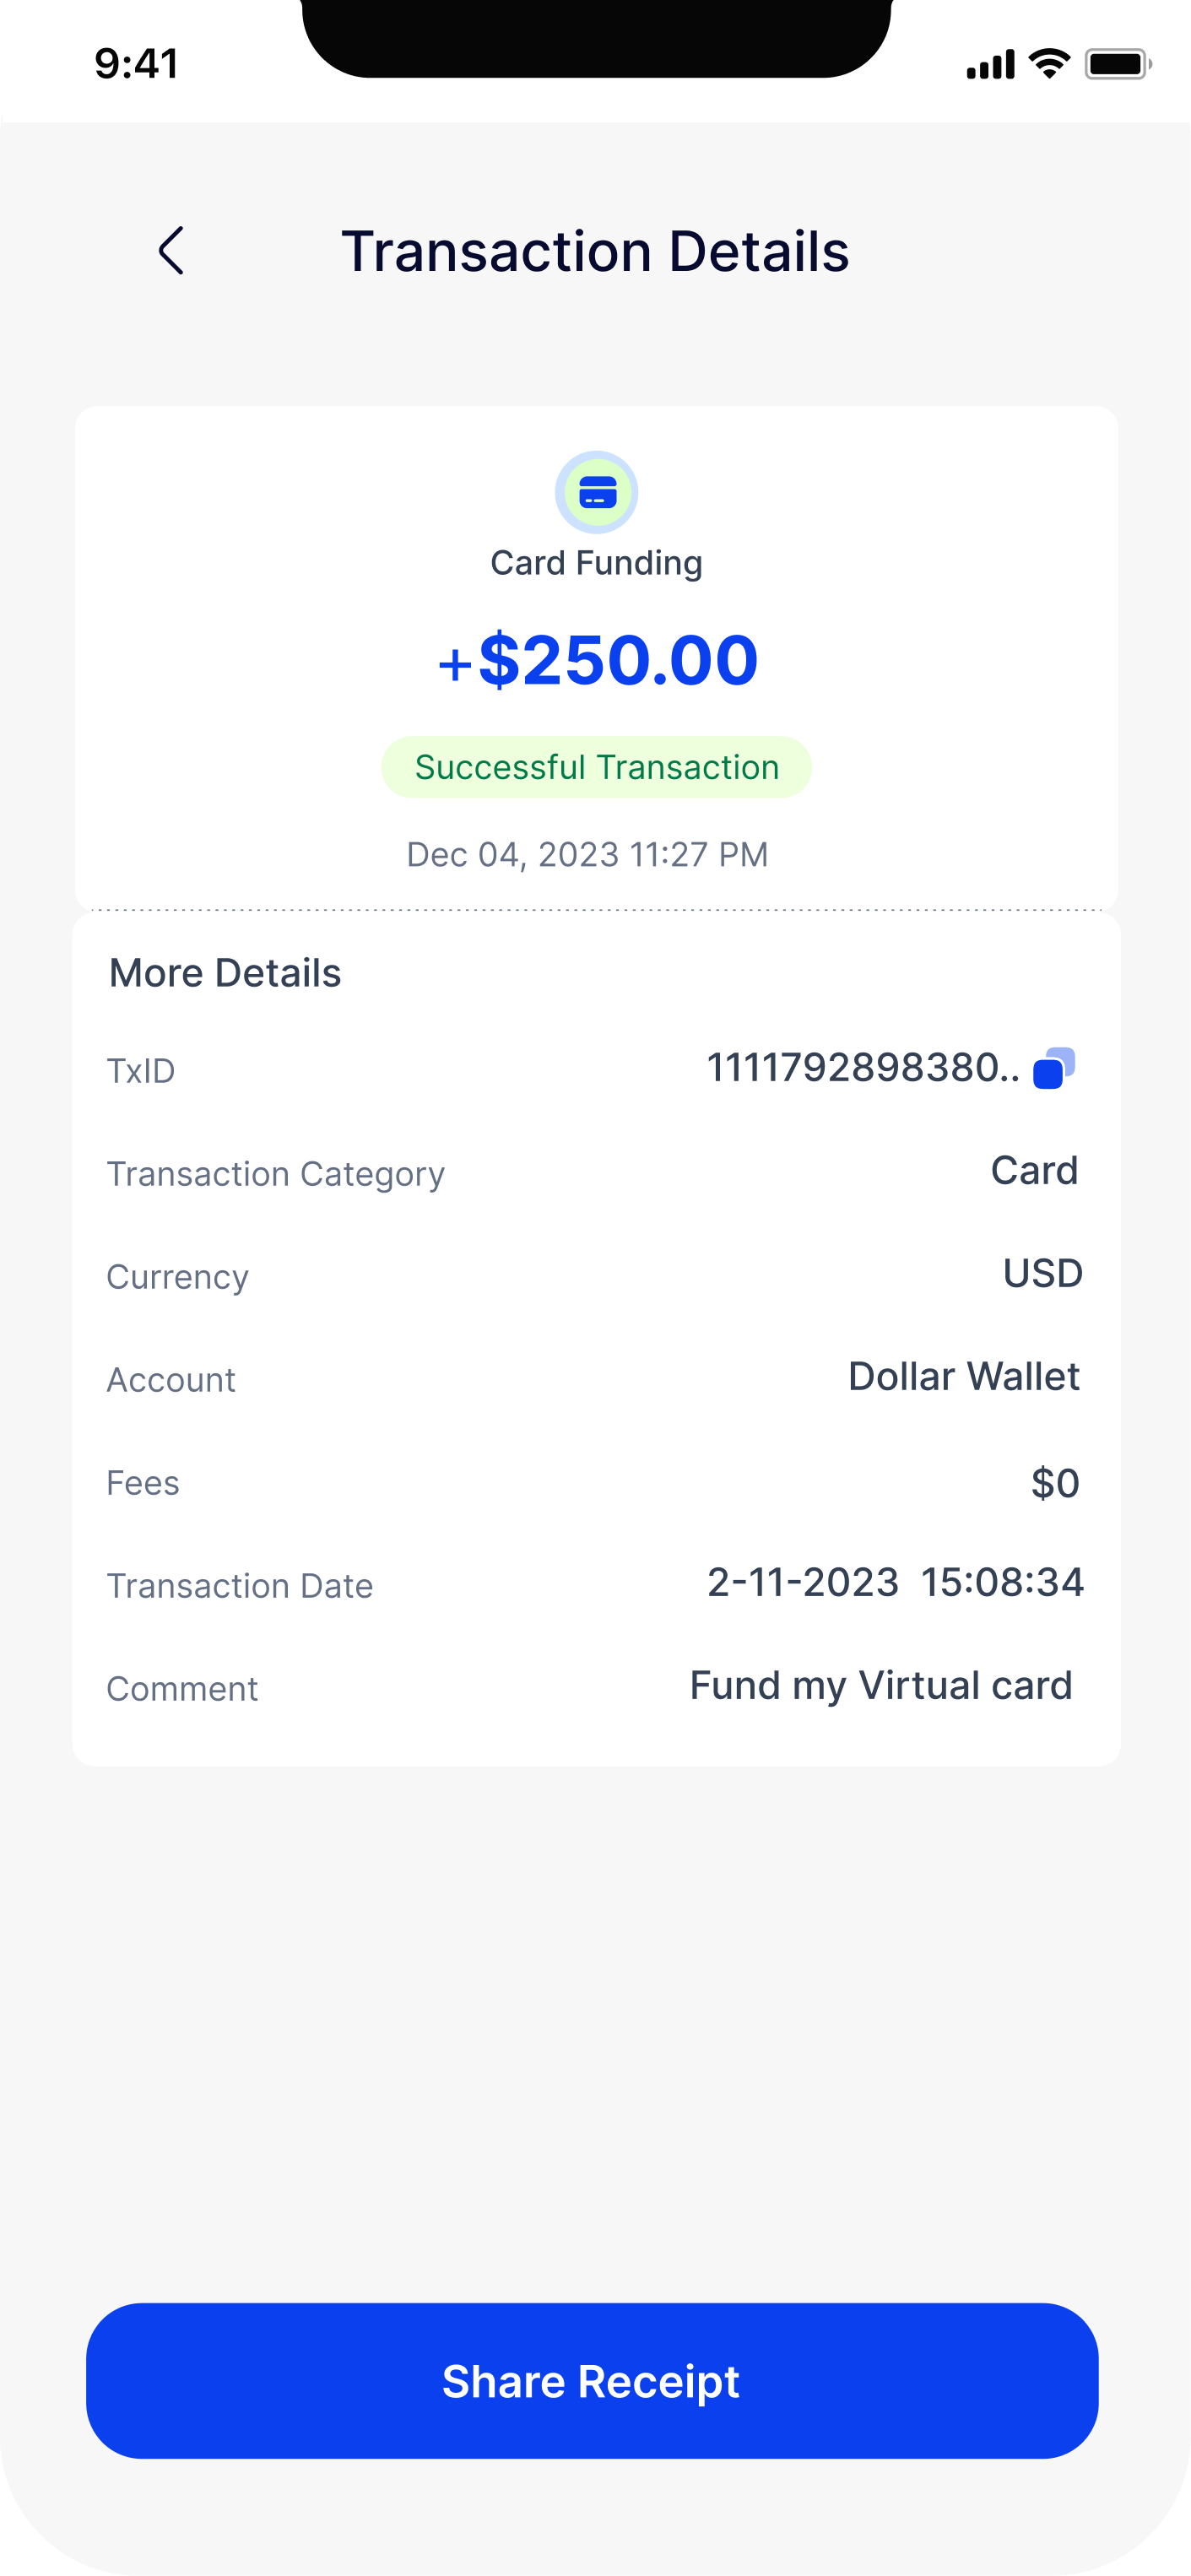 9:41
Transaction Details
Card Funding
+$250.00
Successful Transaction
Dec 04, 2023 11:27 PM
More Details
TxID 1111792898380..
Transaction Category Card
Currency USD
Account Dollar Wallet
Fees $0
Transaction Date 2-11-2023 15:08:34
Comment Fund my Virtual card
Share Receipt